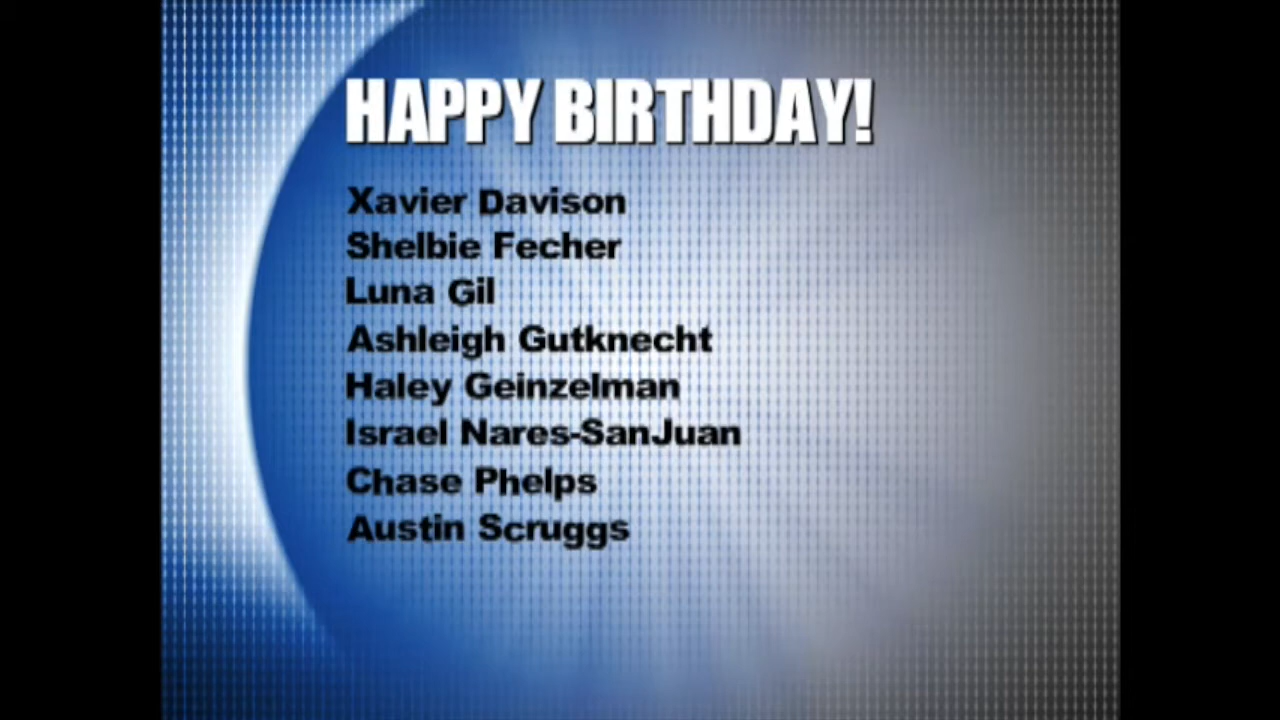 HAPPY BIRTHDAY!
Xavier Davison
Shelbie Fecher
Luna Gil
Ashleigh Gutknecht
Haley Geinzelman
Israel Nares-SanJuan
Chase Phelps
Austin Scruggs